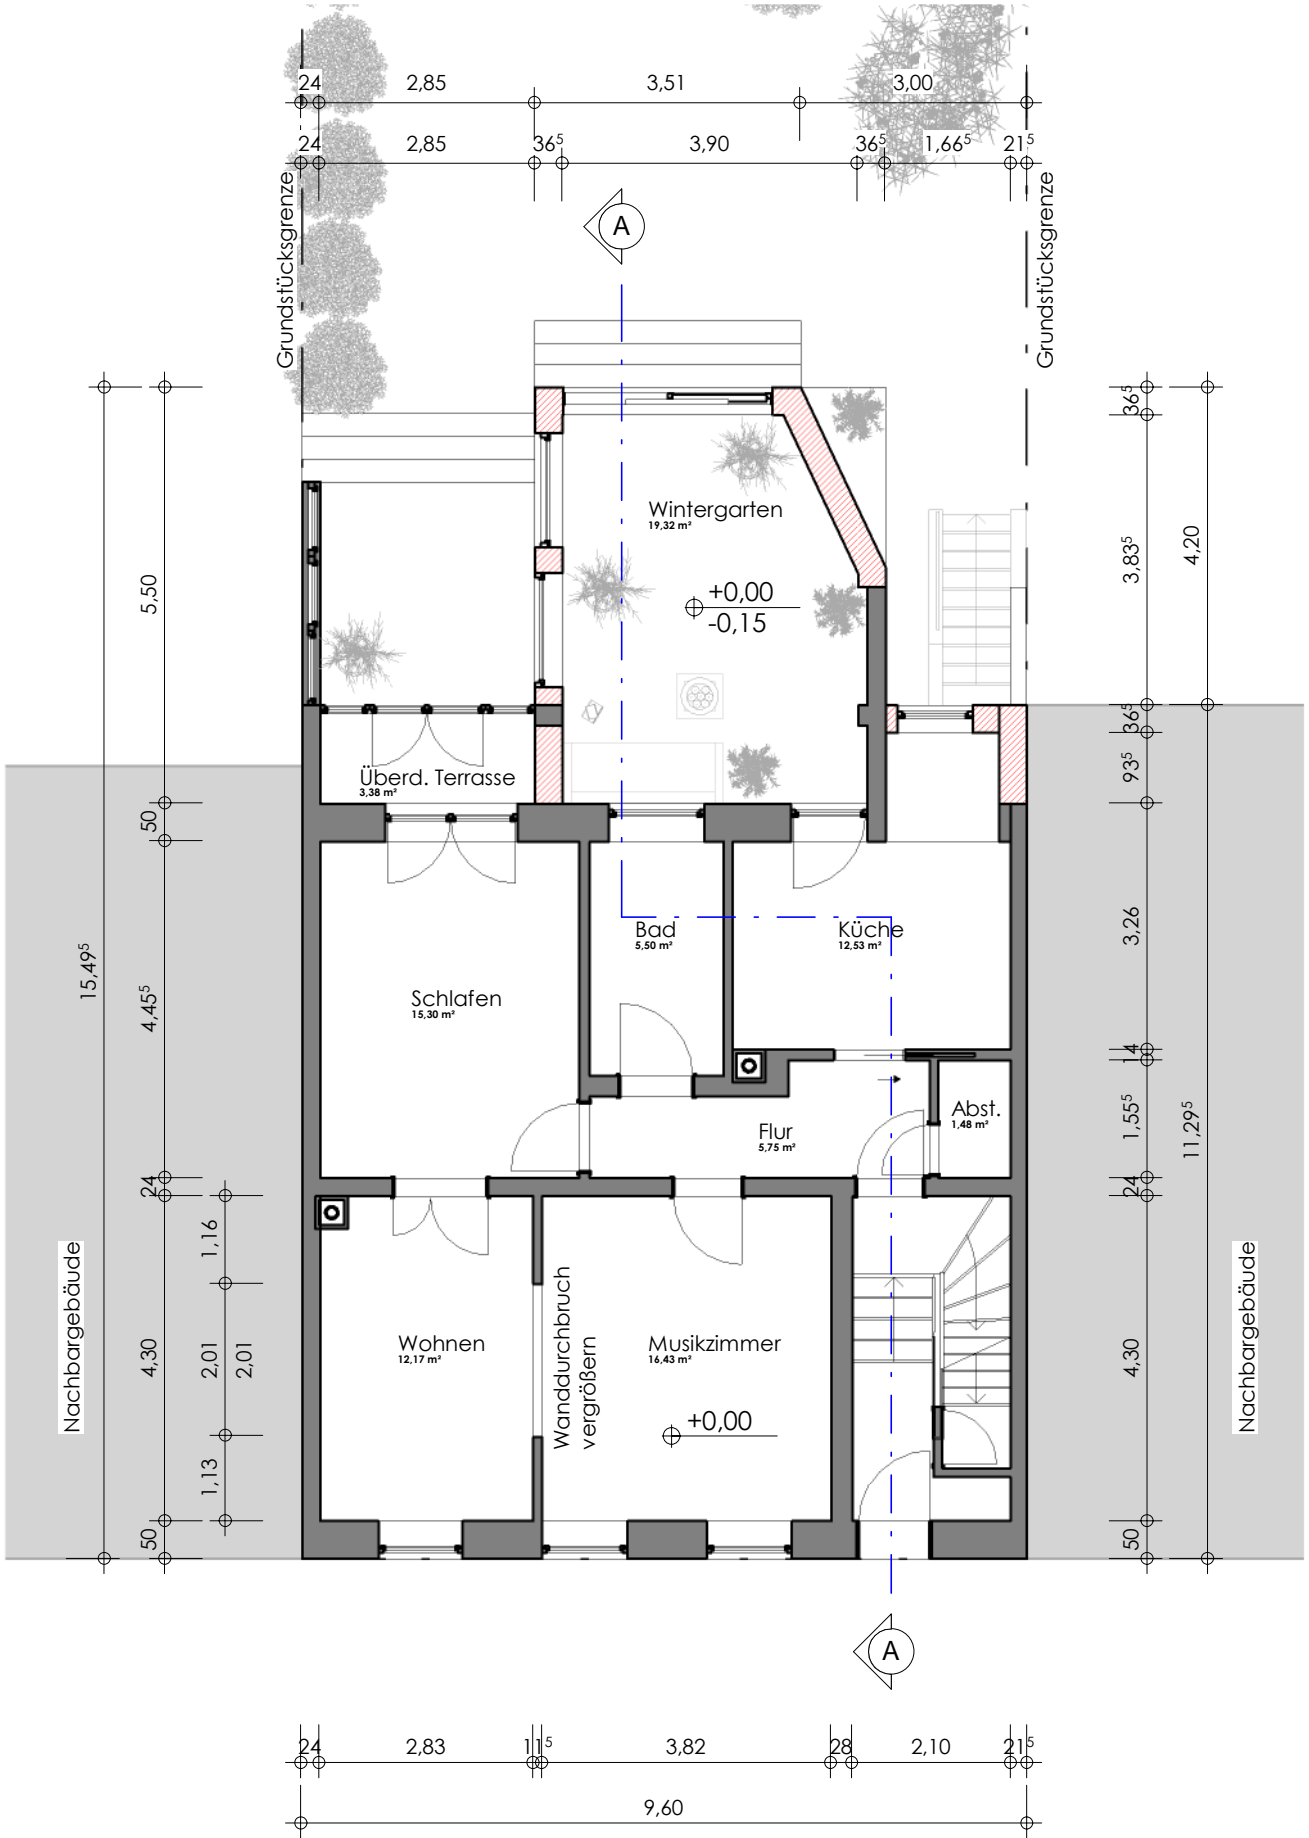 24 2,85 3,51 3,00
24 2,85 36⁵ 3,90 36⁵ 1,66⁵ 21⁵
Grundstücksgrenze
Grundstücksgrenze
A
Wintergarten
19,32 m²
+0,00
-0,15
Überd. Terrasse
3,38 m²
Bad
5,50 m²
Küche
12,53 m²
Schlafen
15,30 m²
Flur
5,75 m²
Abst.
1,48 m²
Wohnen
12,17 m²
Wanddurchbruch
vergrößern
Musikzimmer
16,43 m²
+0,00
Nachbargebäude
Nachbargebäude
15,49⁵
5,50
50
4,45⁵
24
4,30
50
1,16
2,01
1,13
2,01
36⁵
3,83⁵
36⁵
93⁵
3,26
14
1,55⁵
24
4,30
50
4,20
11,29⁵
A
24 2,83 11⁵ 3,82 28 2,10 21⁵
9,60